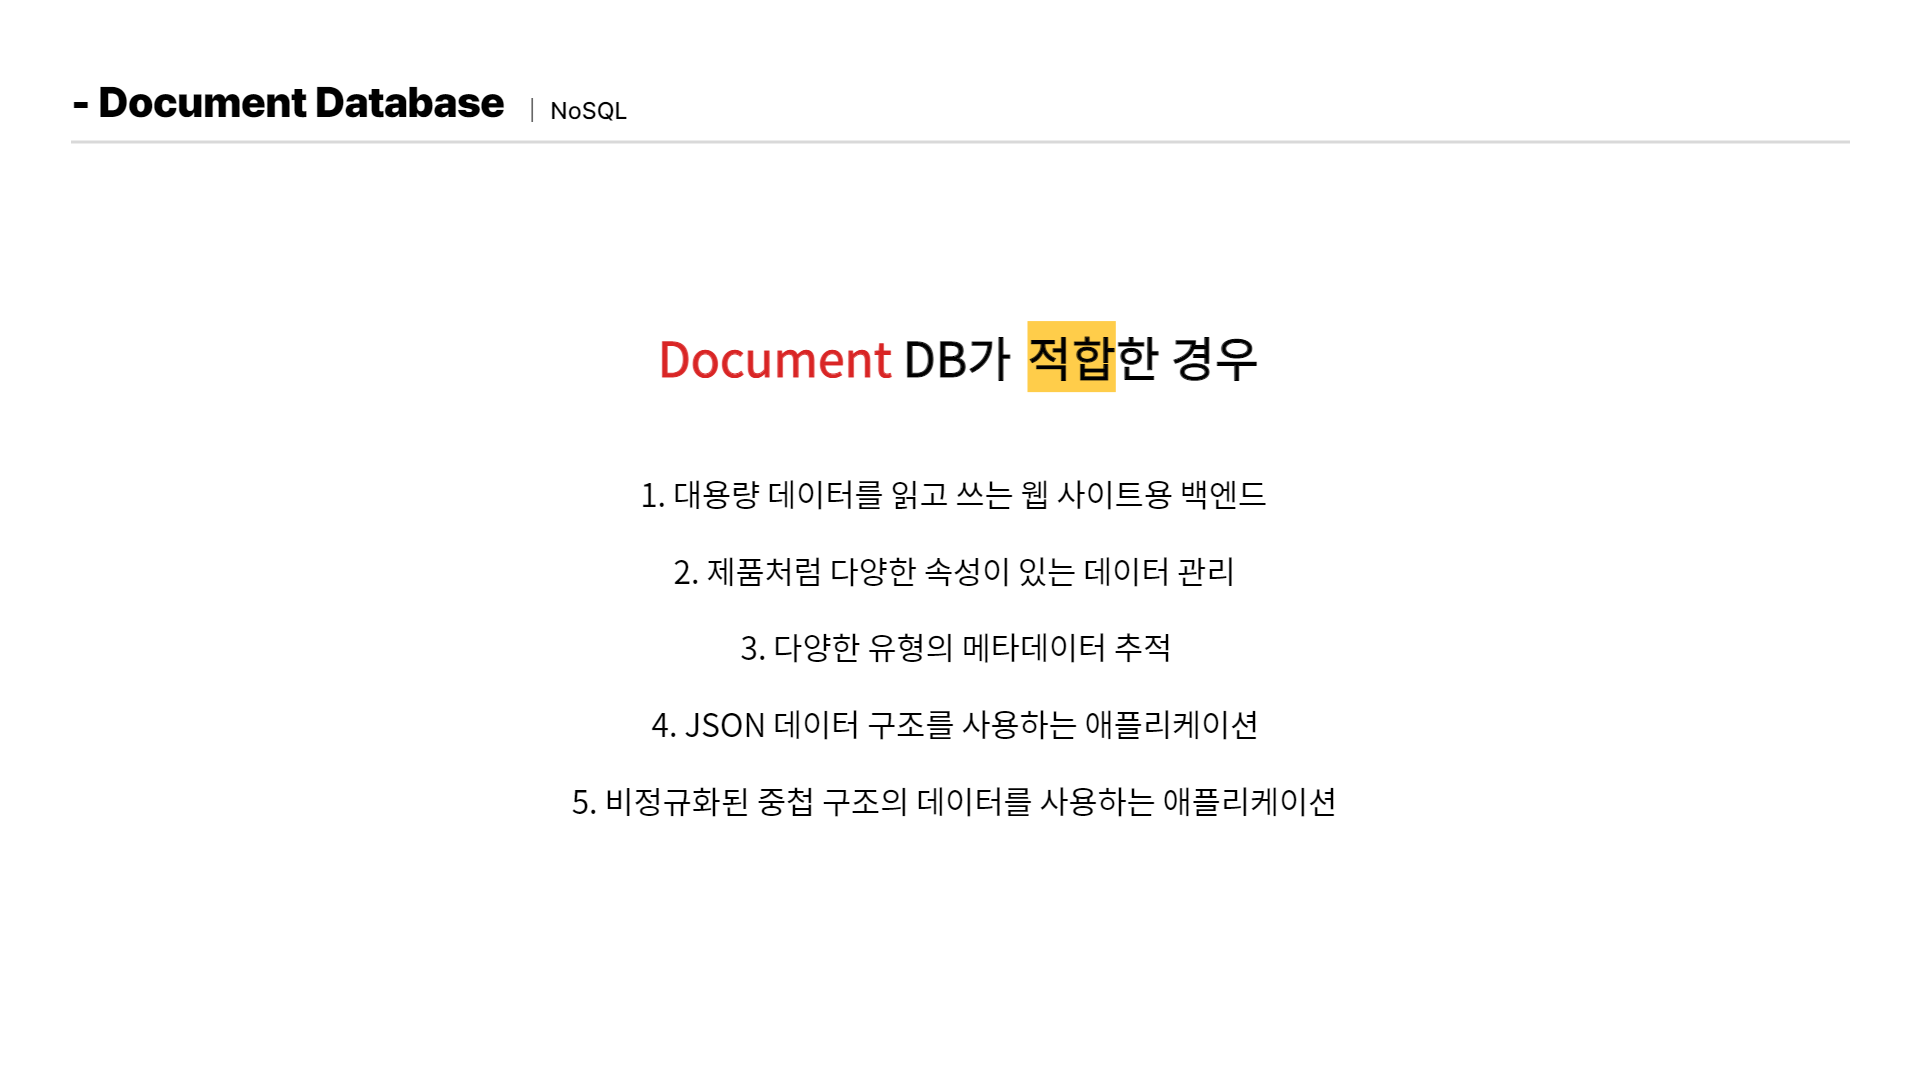 - Document Database | NoSQL
Document DB가 적합한 경우
1. 대용량 데이터를 읽고 쓰는 웹 사이트용 백엔드
2. 제품처럼 다양한 속성이 있는 데이터 관리
3. 다양한 유형의 메타데이터 추적
4. JSON 데이터 구조를 사용하는 애플리케이션
5. 비정규화된 중첩 구조의 데이터를 사용하는 애플리케이션